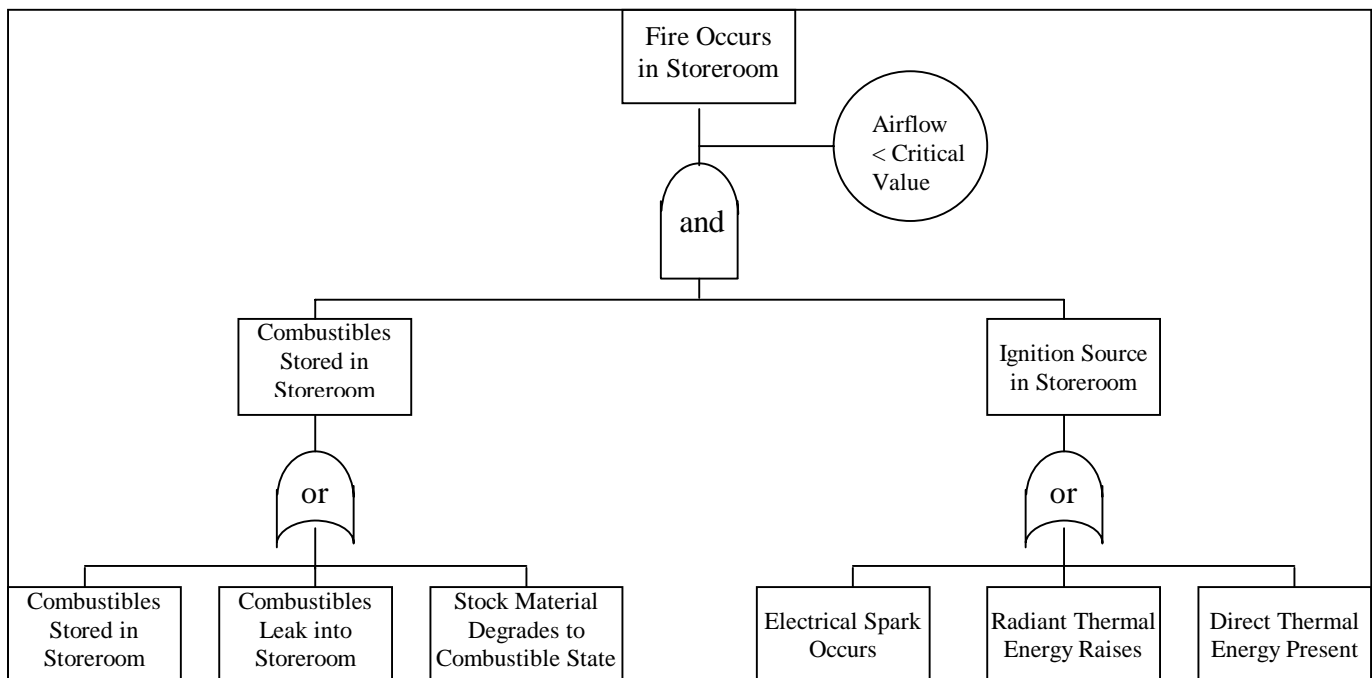 Fire Occurs
in Storeroom
Airflow
< Critical
Value
and
Combustibles
Stored in
Storeroom
Ignition Source
in Storeroom
or
or
Combustibles
Stored in
Storeroom
Combustibles
Leak into
Storeroom
Stock Material
Degrades to
Combustible State
Electrical Spark
Occurs
Radiant Thermal
Energy Raises
Direct Thermal
Energy Present